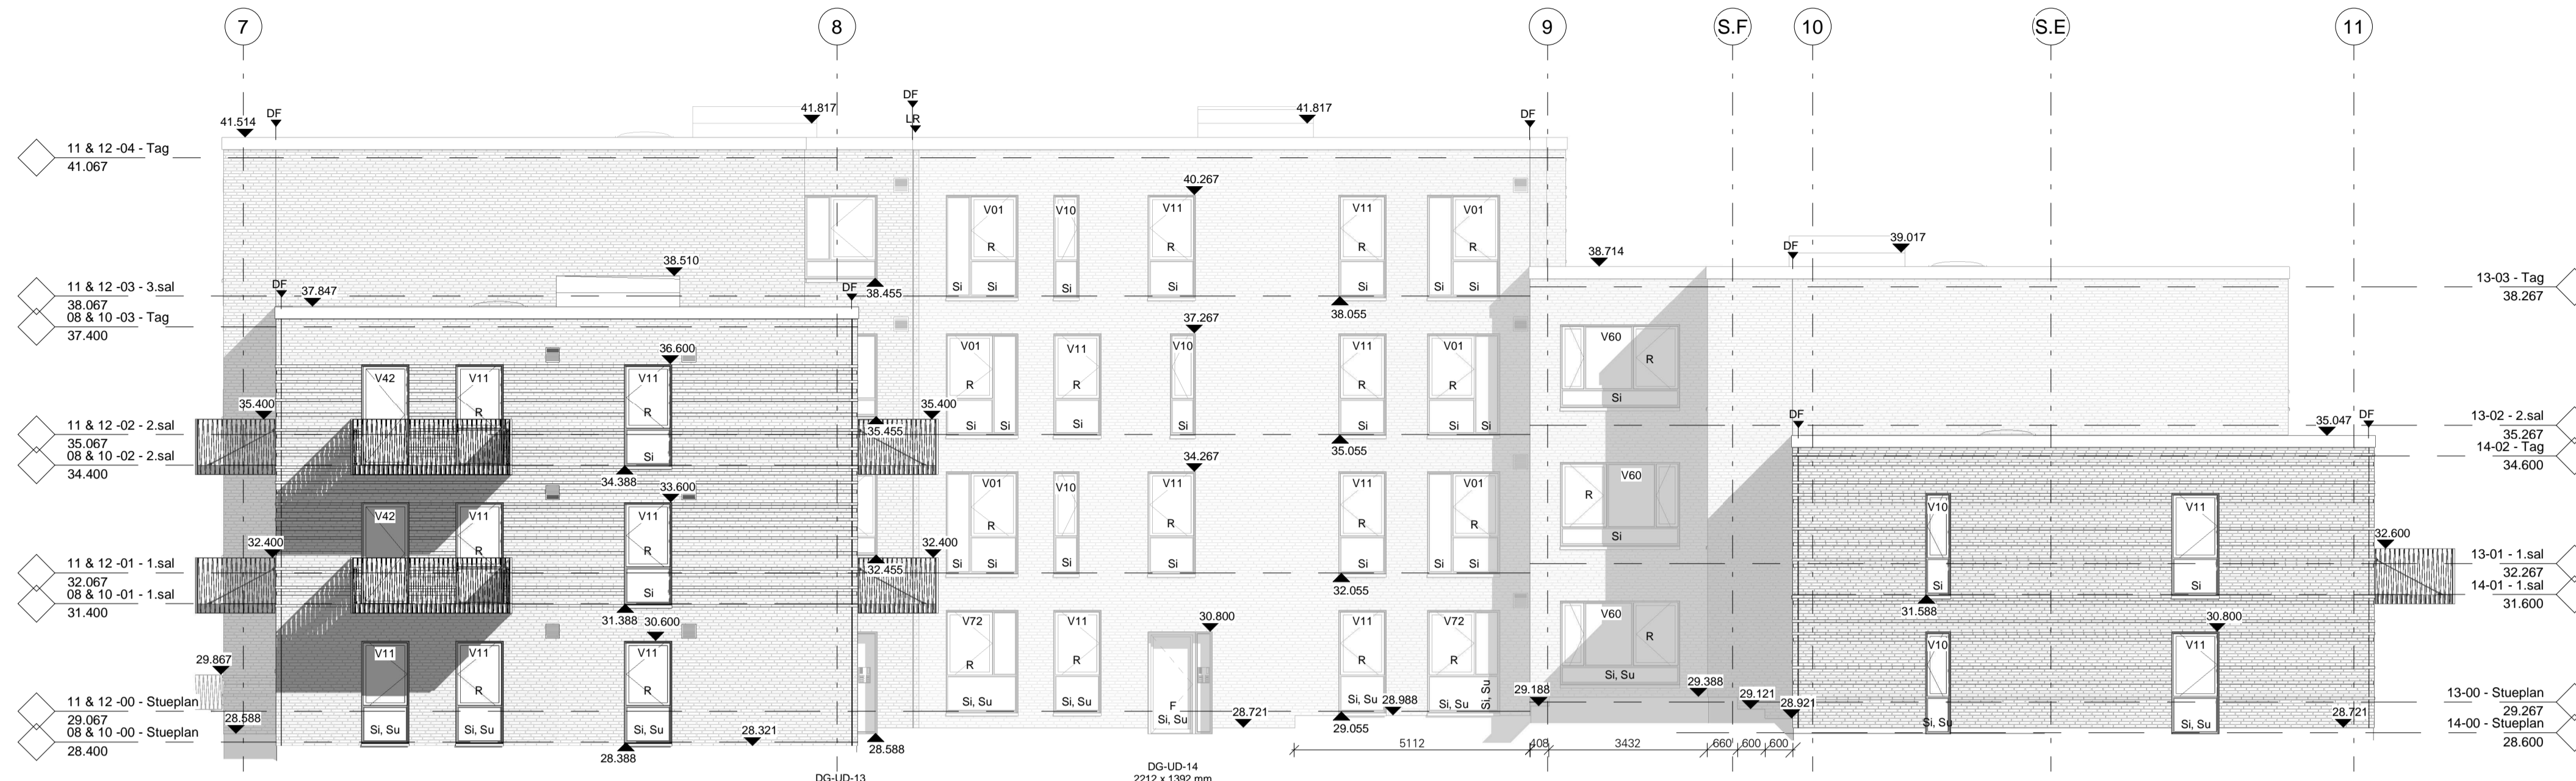 7
8
9
S.F
10
S.E
11
DF
41.817
41.817
DF
41.514
DF
LR
11 & 12 -04 - Tag
41.067
40.267
V01
V10
V11
V11
V01
R
R
R
R
Si
Si
Si
Si
Si
Si
Si
DF
39.017
38.714
38.510
38.455
11 & 12 -03 - 3.sal
38.067
DF
37.847
DF
38.055
13-03 - Tag
38.267
08 & 10 -03 - Tag
37.400
37.267
36.600
V01
V11
V10
V11
V01
V60
R
R
R
R
R
V42
V11
V11
R
R
Si
35.400
35.400
35.455
Si
Si
Si
Si
Si
Si
11 & 12 -02 - 2.sal
35.067
35.055
DF
35.047
DF
13-02 - 2.sal
35.267
08 & 10 -02 - 2.sal
34.400
Si
34.388
34.267
14-02 - Tag
34.600
33.600
V01
V10
V11
V11
V01
V60
R
R
R
R
R
V42
V11
V11
V10
V11
R
R
Si
32.400
32.400
32.455
Si
Si
Si
Si
Si
Si
Si
32.600
11 & 12 -01 - 1.sal
32.067
32.055
13-01 - 1.sal
32.267
08 & 10 -01 - 1.sal
31.400
Si
31.388
Si
Si
31.588
14-01 - 1.sal
31.600
30.600
30.800
30.800
V72
V11
V11
V72
V60
R
R
R
R
R
V11
V11
V11
V10
V11
R
R
29.867
Si, Su
Si, Su
F
Si, Su
Si, Su
Si, Su
Si, Su
Si, Su
11 & 12 -00 - Stueplan
29.067
28.988
29.188
29.388
29.121
28.921
13-00 - Stueplan
29.267
28.588
Si, Su
Si, Su
Si, Su
28.721
29.055
Si, Su
Si, Su
28.721
08 & 10 -00 - Stueplan
28.400
28.321
28.588
28.388
14-00 - Stueplan
28.600
5112
408
3432
660
600
600
DG-UD-13
DG-UD-14
2212 x 1392 mm